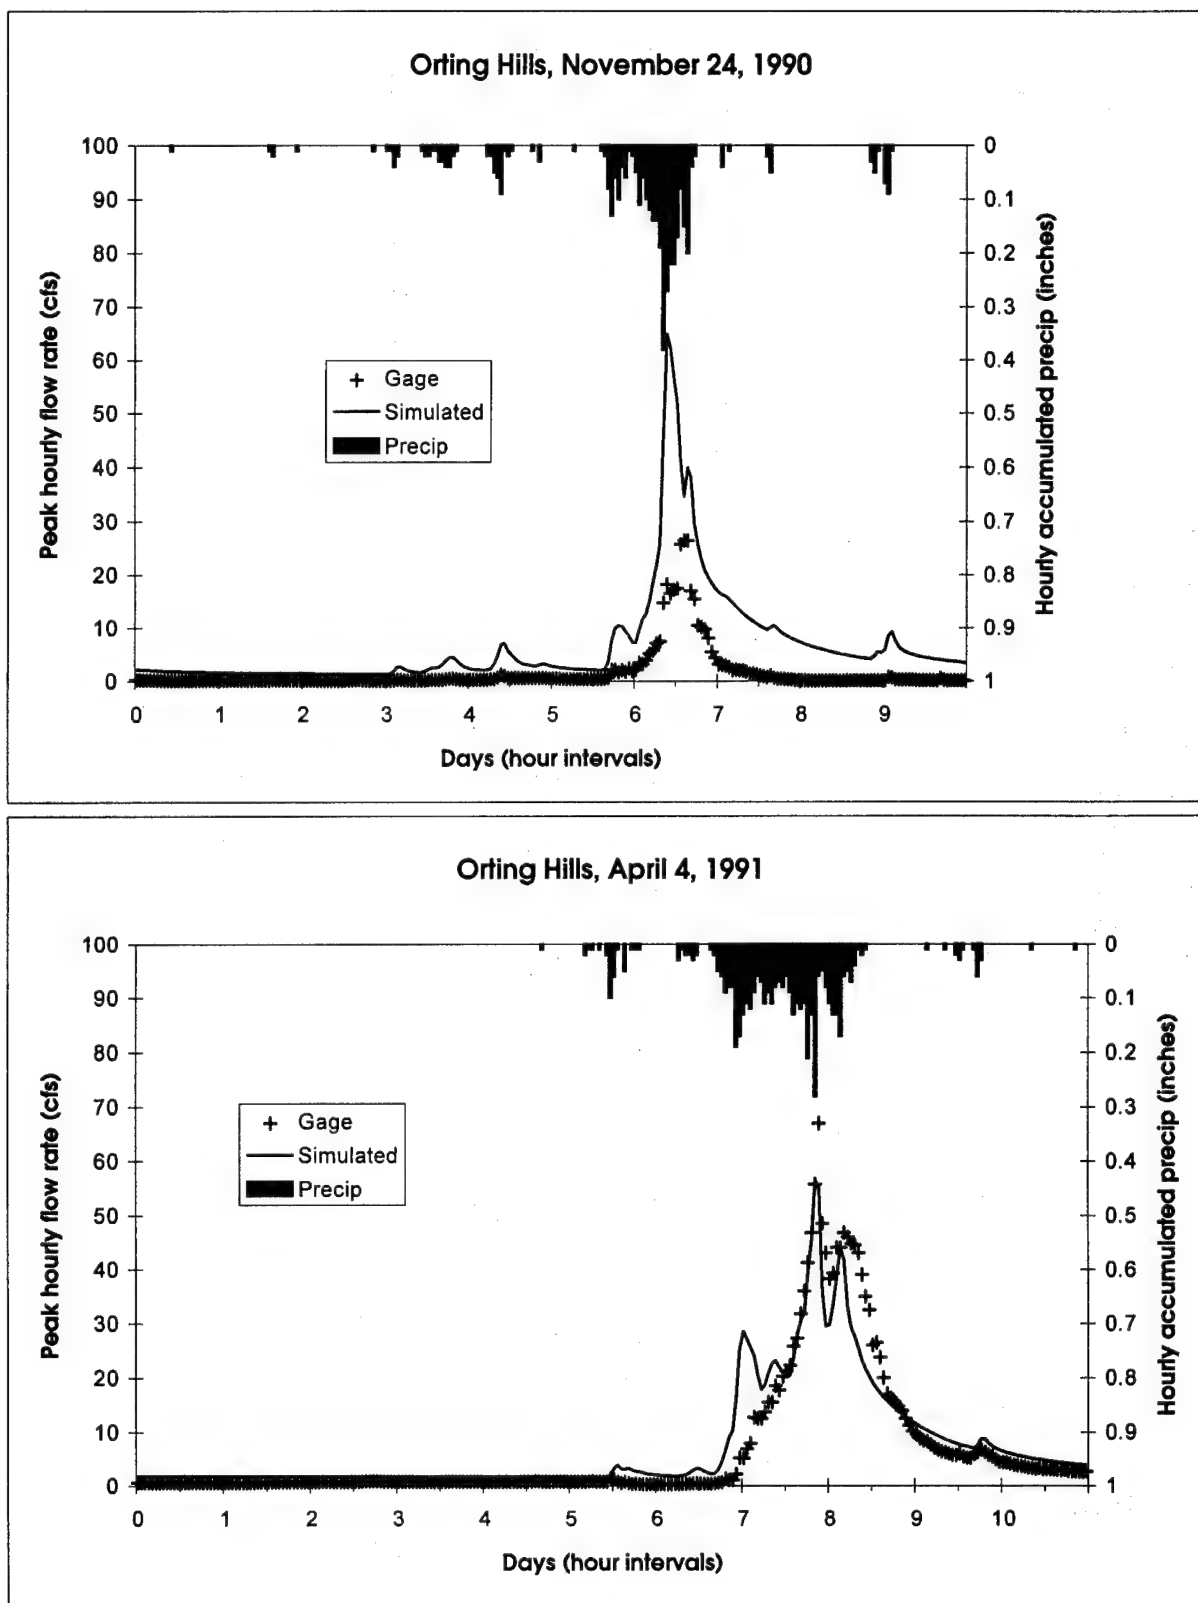 Orting Hills, November 24, 1990
100
90
80
70
60
50
40
30
20
10
0
Peak hourly flow rate (cfs)
0
0.1
0.2
0.3
0.4
0.5
0.6
0.7
0.8
0.9
1
Hourly accumulated precip (inches)
Gage
Simulated
Precip
0 1 2 3 4 5 6 7 8 9
Days (hour intervals)
Orting Hills, April 4, 1991
100
90
80
70
60
50
40
30
20
10
0
Peak hourly flow rate (cfs)
0
0.1
0.2
0.3
0.4
0.5
0.6
0.7
0.8
0.9
1
Hourly accumulated precip (inches)
Gage
Simulated
Precip
0 1 2 3 4 5 6 7 8 9 10
Days (hour intervals)